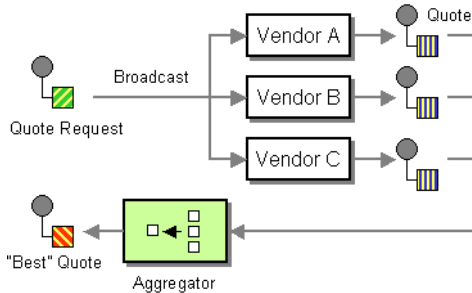 Quote
Vendor A
Broadcast
Vendor B
Quote Request
Vendor C
"Best" Quote
Aggregator